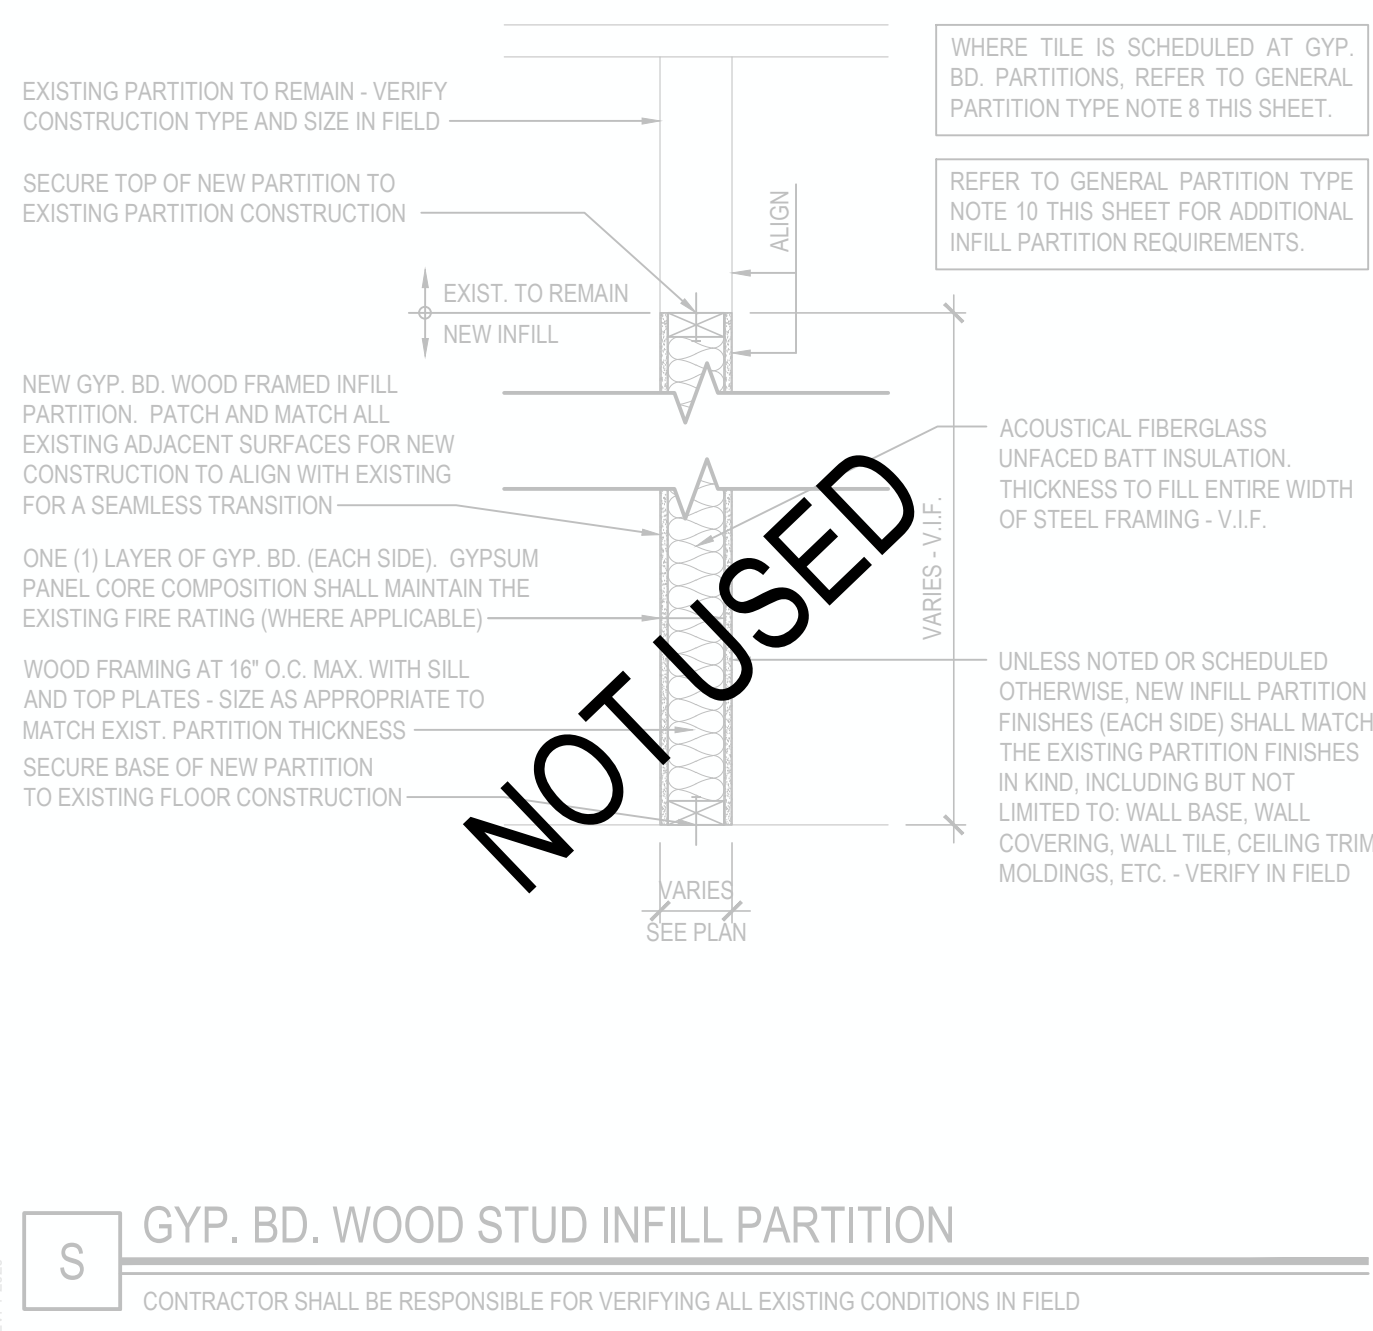 EXISTING PARTITION TO REMAIN - VERIFY
CONSTRUCTION TYPE AND SIZE IN FIELD
SECURE TOP OF NEW PARTITION TO
EXISTING PARTITION CONSTRUCTION
EXIST. TO REMAIN
NEW INFILL
NEW GYP. BD. WOOD FRAMED INFILL
PARTITION. PATCH AND MATCH ALL
EXISTING ADJACENT SURFACES FOR NEW
CONSTRUCTION TO ALIGN WITH EXISTING
FOR A SEAMLESS TRANSITION
ONE (1) LAYER OF GYP. BD. (EACH SIDE). GYPSUM
PANEL CORE COMPOSITION SHALL MAINTAIN THE
EXISTING FIRE RATING (WHERE APPLICABLE)
WOOD FRAMING AT 16" O.C. MAX. WITH SILL
AND TOP PLATES - SIZE AS APPROPRIATE TO
MATCH EXIST. PARTITION THICKNESS
SECURE BASE OF NEW PARTITION
TO EXISTING FLOOR CONSTRUCTION
ALIGN
WHERE TILE IS SCHEDULED AT GYP.
BD. PARTITIONS, REFER TO GENERAL
PARTITION TYPE NOTE 8 THIS SHEET.
REFER TO GENERAL PARTITION TYPE
NOTE 10 THIS SHEET FOR ADDITIONAL
INFILL PARTITION REQUIREMENTS.
ACOUSTICAL FIBERGLASS
UNFACED BATT INSULATION.
THICKNESS TO FILL ENTIRE WIDTH
OF STEEL FRAMING - V.I.F.
VARIES - V.I.F.
UNLESS NOTED OR SCHEDULED
OTHERWISE, NEW INFILL PARTITION
FINISHES (EACH SIDE) SHALL MATCH
THE EXISTING PARTITION FINISHES
IN KIND, INCLUDING BUT NOT
LIMITED TO: WALL BASE, WALL
COVERING, WALL TILE, CEILING TRIM
MOLDINGS, ETC. - VERIFY IN FIELD
NOT USED
VARIES
SEE PLAN
S
GYP. BD. WOOD STUD INFILL PARTITION
CONTRACTOR SHALL BE RESPONSIBLE FOR VERIFYING ALL EXISTING CONDITIONS IN FIELD